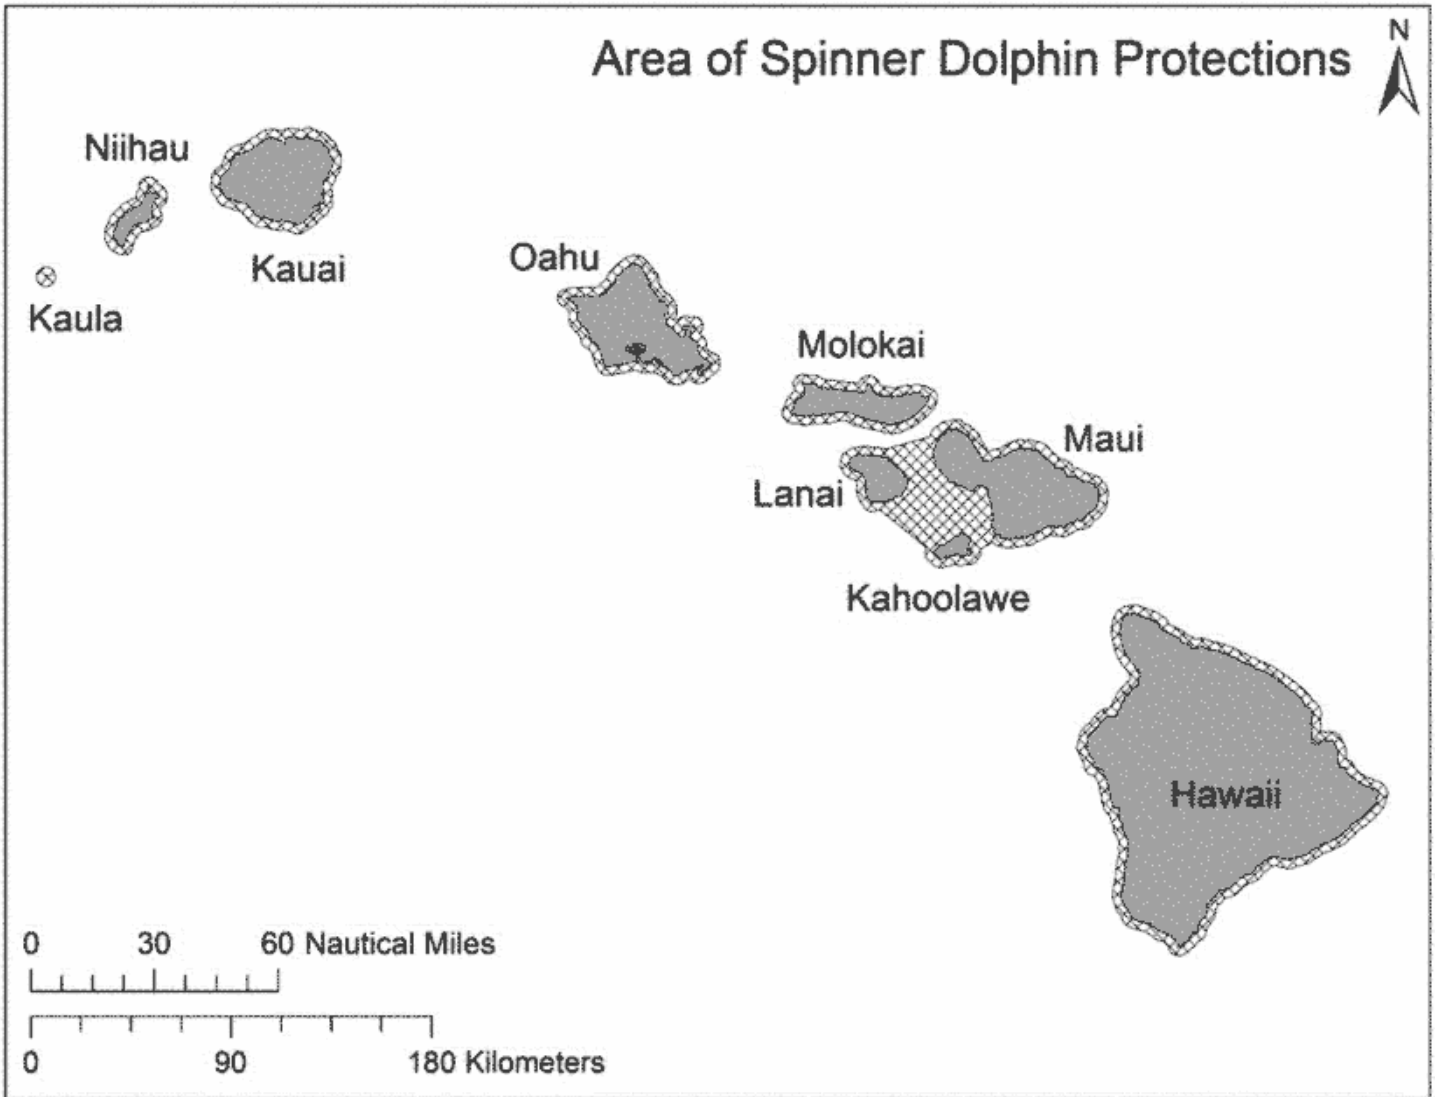 Area of Spinner Dolphin Protections
N
Niihau
Kauai
Kaula
Oahu
Molokai
Maui
Lanai
Kahoolawe
Hawaii
0 30 60 Nautical Miles
0 90 180 Kilometers